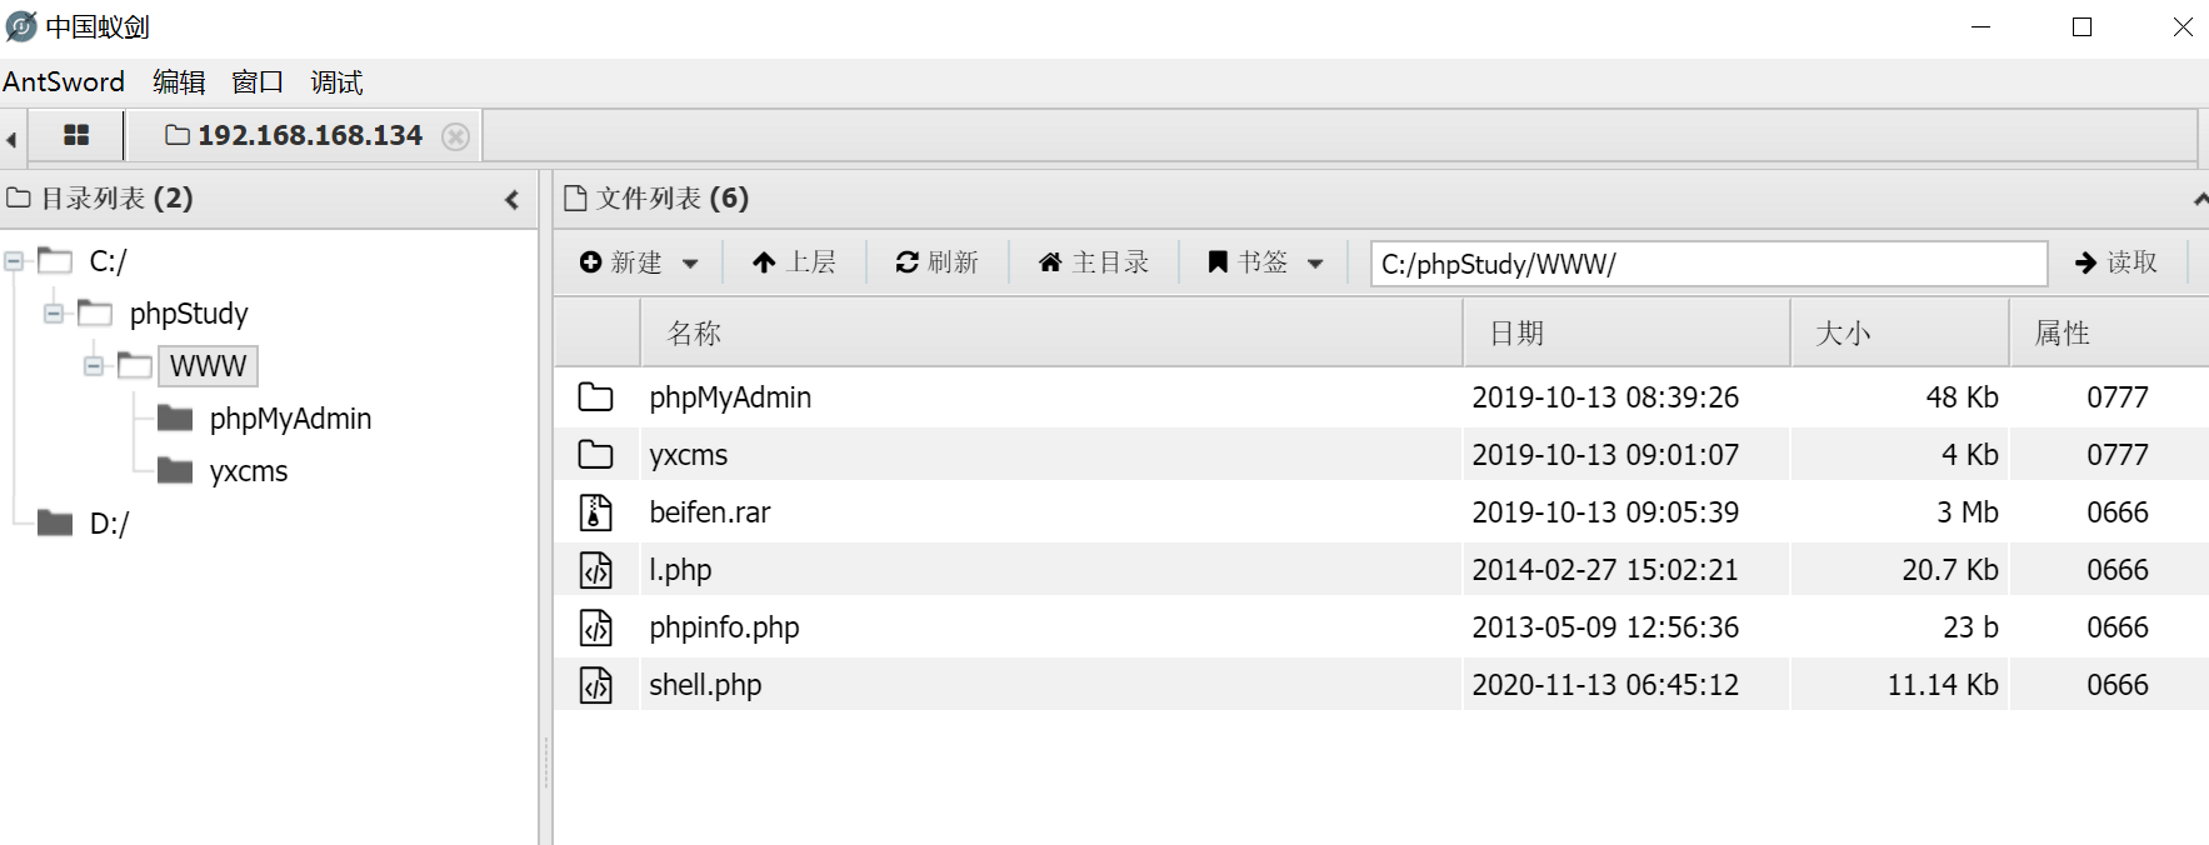 中国蚁剑
AntSword 编辑 窗口 调试
192.168.168.134
目录列表 (2)
C:/
phpStudy
WWW
phpMyAdmin
yxcms
D:/
文件列表 (6)
新建 上层 刷新 主目录 书签 C:/phpStudy/WWW/ 读取
名称 日期 大小 属性
phpMyAdmin 2019-10-13 08:39:26 48 Kb 0777
yxcms 2019-10-13 09:01:07 4 Kb 0777
beifen.rar 2019-10-13 09:05:39 3 Mb 0666
l.php 2014-02-27 15:02:21 20.7 Kb 0666
phpinfo.php 2013-05-09 12:56:36 23 b 0666
shell.php 2020-11-13 06:45:12 11.14 Kb 0666